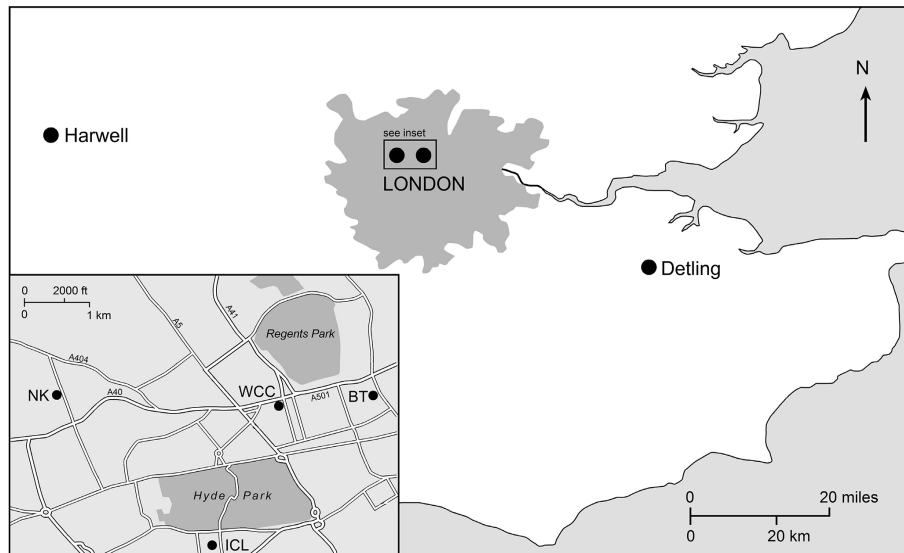 N
Harwell
see inset
LONDON
Detling
0 2000 ft
0 1 km
A5
A41
Regents Park
A404
NK
A40
WCC
A501
BT
Hyde Park
ICL
0 20 miles
0 20 km